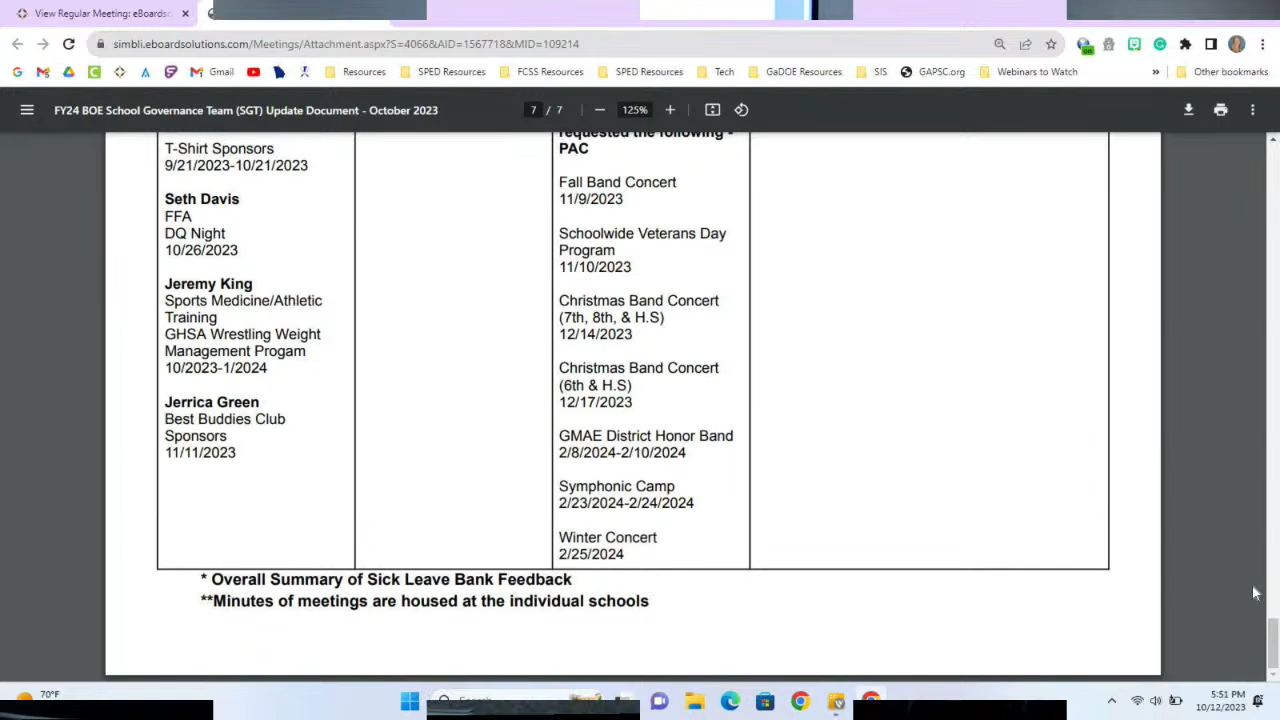 View Regular Meeting: eBoards
simbli.eboardsolutions.com/Meetings/Attachment.aspx?S=4066&AID=1567718&MID=109214
Gmail
Resources
SPED Resources
FCSS Resources
SPED Resources
Tech
GaDOE Resources
SIS
GAPSC.org
Webinars to Watch
»
Other bookmarks
FY24 BOE School Governance Team (SGT) Update Document - October 2023
7 / 7
125%
T-Shirt Sponsors
9/21/2023-10/21/2023
Seth Davis
FFA
DQ Night
10/26/2023
Jeremy King
Sports Medicine/Athletic
Training
GHSA Wrestling Weight
Management Progam
10/2023-1/2024
Jerrica Green
Best Buddies Club
Sponsors
11/11/2023
requested the following -
PAC
Fall Band Concert
11/9/2023
Schoolwide Veterans Day
Program
11/10/2023
Christmas Band Concert
(7th, 8th, & H.S)
12/14/2023
Christmas Band Concert
(6th & H.S)
12/17/2023
GMAE District Honor Band
2/8/2024-2/10/2024
Symphonic Camp
2/23/2024-2/24/2024
Winter Concert
2/25/2024
* Overall Summary of Sick Leave Bank Feedback
**Minutes of meetings are housed at the individual schools
70°F
5:51 PM
10/12/2023